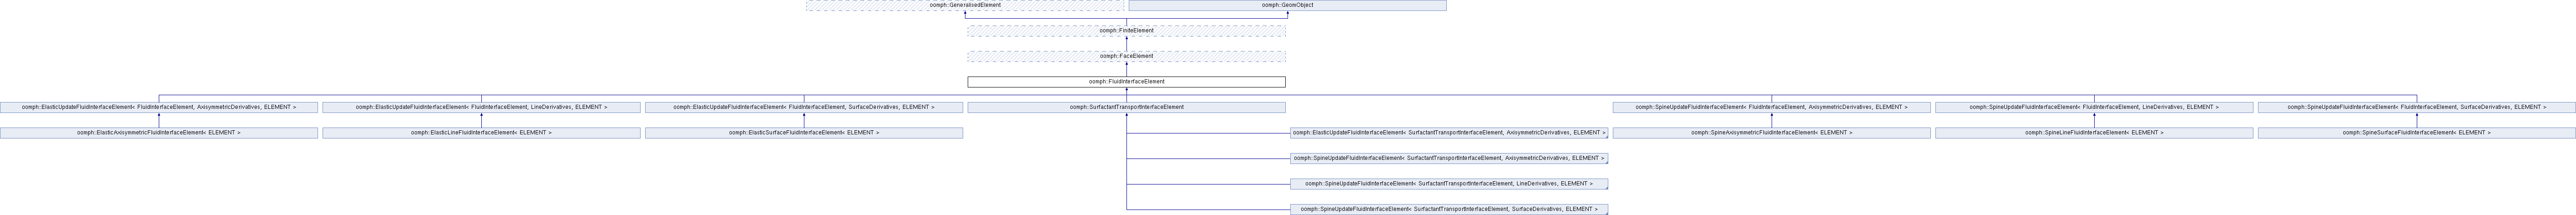 oomph::GeneralisedElement
oomph::GeomObject
oomph::FiniteElement
oomph::FaceElement
oomph::FluidInterfaceElement
oomph::ElasticUpdateFluidInterfaceElement< FluidInterfaceElement, AxisymmetricDerivatives, ELEMENT >
oomph::ElasticUpdateFluidInterfaceElement< FluidInterfaceElement, LineDerivatives, ELEMENT >
oomph::ElasticUpdateFluidInterfaceElement< FluidInterfaceElement, SurfaceDerivatives, ELEMENT >
oomph::SurfactantTransportInterfaceElement
oomph::SpineUpdateFluidInterfaceElement< FluidInterfaceElement, AxisymmetricDerivatives, ELEMENT >
oomph::SpineUpdateFluidInterfaceElement< FluidInterfaceElement, LineDerivatives, ELEMENT >
oomph::SpineUpdateFluidInterfaceElement< FluidInterfaceElement, SurfaceDerivatives, ELEMENT >
oomph::ElasticAxisymmetricFluidInterfaceElement< ELEMENT >
oomph::ElasticLineFluidInterfaceElement< ELEMENT >
oomph::ElasticSurfaceFluidInterfaceElement< ELEMENT >
oomph::ElasticUpdateFluidInterfaceElement< SurfactantTransportInterfaceElement, AxisymmetricDerivatives, ELEMENT >
oomph::SpineAxisymmetricFluidInterfaceElement< ELEMENT >
oomph::SpineLineFluidInterfaceElement< ELEMENT >
oomph::SpineSurfaceFluidInterfaceElement< ELEMENT >
oomph::SpineUpdateFluidInterfaceElement< SurfactantTransportInterfaceElement, AxisymmetricDerivatives, ELEMENT >
oomph::SpineUpdateFluidInterfaceElement< SurfactantTransportInterfaceElement, LineDerivatives, ELEMENT >
oomph::SpineUpdateFluidInterfaceElement< SurfactantTransportInterfaceElement, SurfaceDerivatives, ELEMENT >